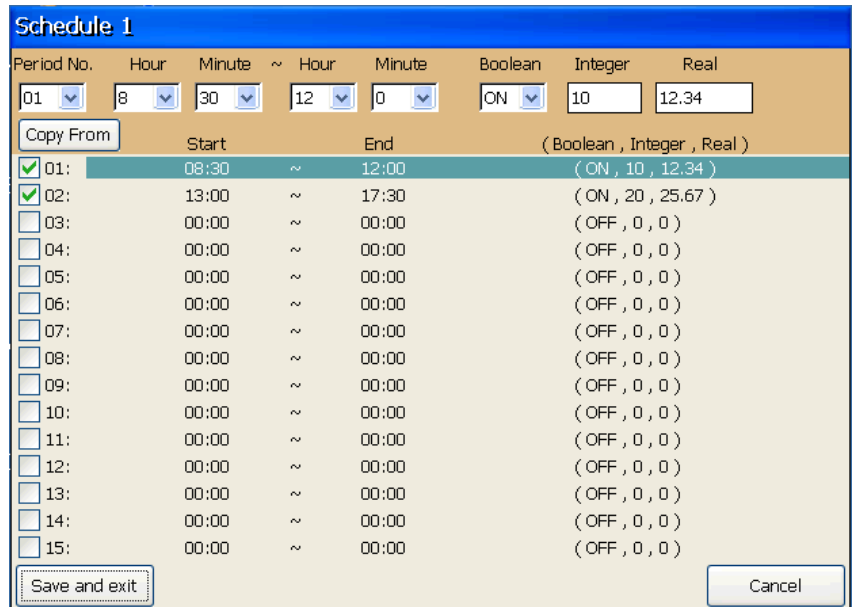 Schedule 1
Period No. Hour Minute ~ Hour Minute Boolean Integer Real
01 8 30 12 0 ON 10 12.34
Copy From Start End ( Boolean , Integer , Real )
01: 08:30 ~ 12:00 ( ON , 10 , 12.34 )
02: 13:00 ~ 17:30 ( ON , 20 , 25.67 )
03: 00:00 ~ 00:00 ( OFF , 0 , 0 )
04: 00:00 ~ 00:00 ( OFF , 0 , 0 )
05: 00:00 ~ 00:00 ( OFF , 0 , 0 )
06: 00:00 ~ 00:00 ( OFF , 0 , 0 )
07: 00:00 ~ 00:00 ( OFF , 0 , 0 )
08: 00:00 ~ 00:00 ( OFF , 0 , 0 )
09: 00:00 ~ 00:00 ( OFF , 0 , 0 )
10: 00:00 ~ 00:00 ( OFF , 0 , 0 )
11: 00:00 ~ 00:00 ( OFF , 0 , 0 )
12: 00:00 ~ 00:00 ( OFF , 0 , 0 )
13: 00:00 ~ 00:00 ( OFF , 0 , 0 )
14: 00:00 ~ 00:00 ( OFF , 0 , 0 )
15: 00:00 ~ 00:00 ( OFF , 0 , 0 )
Save and exit Cancel